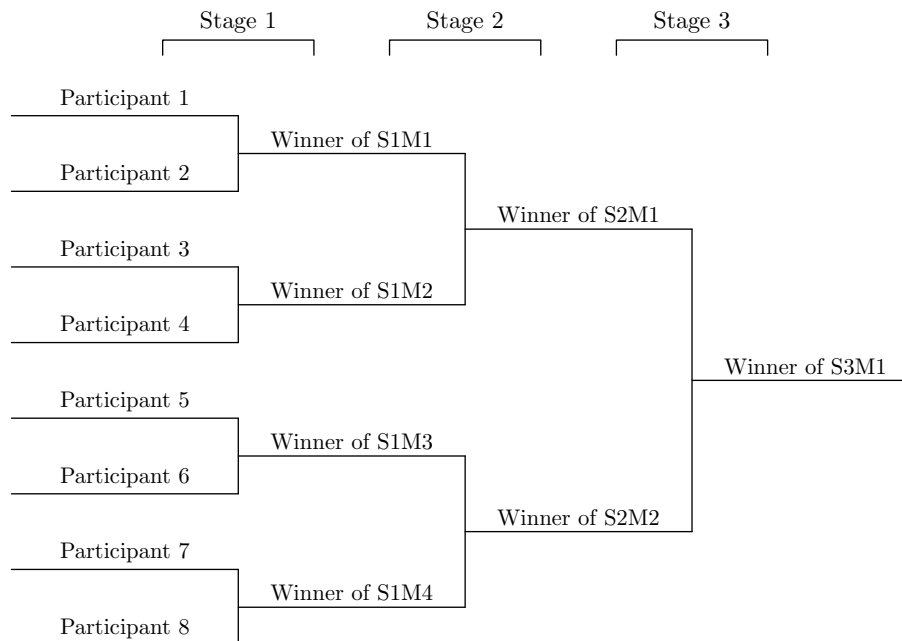 Stage 1
Stage 2
Stage 3
Participant 1
Winner of S1M1
Participant 2
Winner of S2M1
Participant 3
Winner of S1M2
Participant 4
Winner of S3M1
Participant 5
Winner of S1M3
Participant 6
Winner of S2M2
Participant 7
Winner of S1M4
Participant 8